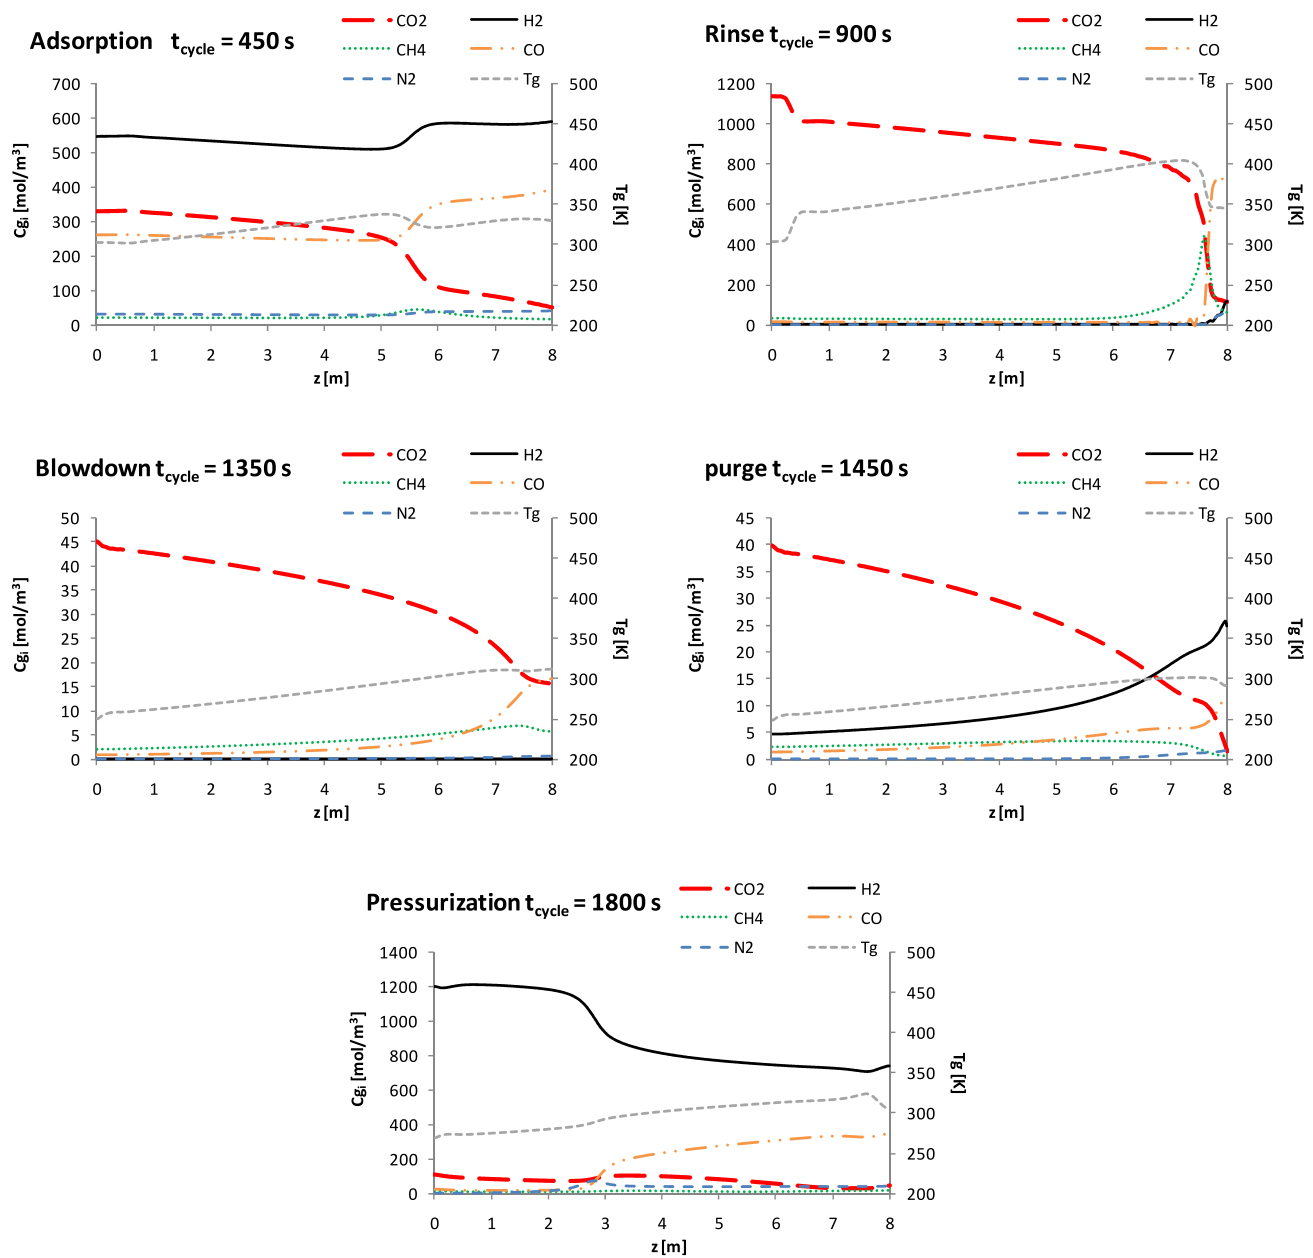 Adsorption t_cycle = 450 s
CO2 H2
CH4 CO
N2 Tg
700 600 500 400 300 200 100 0
500 450 400 350 300 250 200
Cg_i [mol/m³]
Tg [K]
0 1 2 3 4 5 6 7 8
z [m]
Rinse t_cycle = 900 s
CO2 H2
CH4 CO
N2 Tg
1200 1000 800 600 400 200 0
500 450 400 350 300 250 200
Cg_i [mol/m³]
Tg [K]
0 1 2 3 4 5 6 7 8
z [m]
Blowdown t_cycle = 1350 s
CO2 H2
CH4 CO
N2 Tg
50 45 40 35 30 25 20 15 10 5 0
500 450 400 350 300 250 200
Cg_i [mol/m³]
Tg [K]
0 1 2 3 4 5 6 7 8
z [m]
purge t_cycle = 1450 s
CO2 H2
CH4 CO
N2 Tg
45 40 35 30 25 20 15 10 5 0
500 450 400 350 300 250 200
Cg_i [mol/m³]
Tg [K]
0 1 2 3 4 5 6 7 8
z [m]
Pressurization t_cycle = 1800 s
CO2 H2
CH4 CO
N2 Tg
1400 1200 1000 800 600 400 200 0
500 450 400 350 300 250 200
Cg_i [mol/m³]
Tg [K]
0 1 2 3 4 5 6 7 8
z [m]